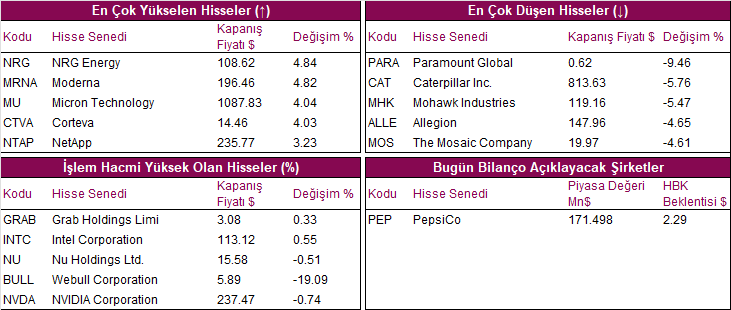 En Çok Yükselen Hisseler (↑)
Kodu Hisse Senedi Kapanış Fiyatı $ Değişim %
NRG NRG Energy 108.62 4.84
MRNA Moderna 196.46 4.82
MU Micron Technology 1087.83 4.04
CTVA Corteva 14.46 4.03
NTAP NetApp 235.77 3.23
En Çok Düşen Hisseler (↓)
Kodu Hisse Senedi Kapanış Fiyatı $ Değişim %
PARA Paramount Global 0.62 -9.46
CAT Caterpillar Inc. 813.63 -5.76
MHK Mohawk Industries 119.16 -5.47
ALLE Allegion 147.96 -4.65
MOS The Mosaic Company 19.97 -4.61
İşlem Hacmi Yüksek Olan Hisseler (%)
Kodu Hisse Senedi Kapanış Fiyatı $ Değişim %
GRAB Grab Holdings Limi 3.08 0.33
INTC Intel Corporation 113.12 0.55
NU Nu Holdings Ltd. 15.58 -0.51
BULL Webull Corporation 5.89 -19.09
NVDA NVIDIA Corporation 237.47 -0.74
Bugün Bilanço Açıklayacak Şirketler
Kodu Hisse Senedi Piyasa Değeri Mn$ HBK Beklentisi $
PEP PepsiCo 171.498 2.29